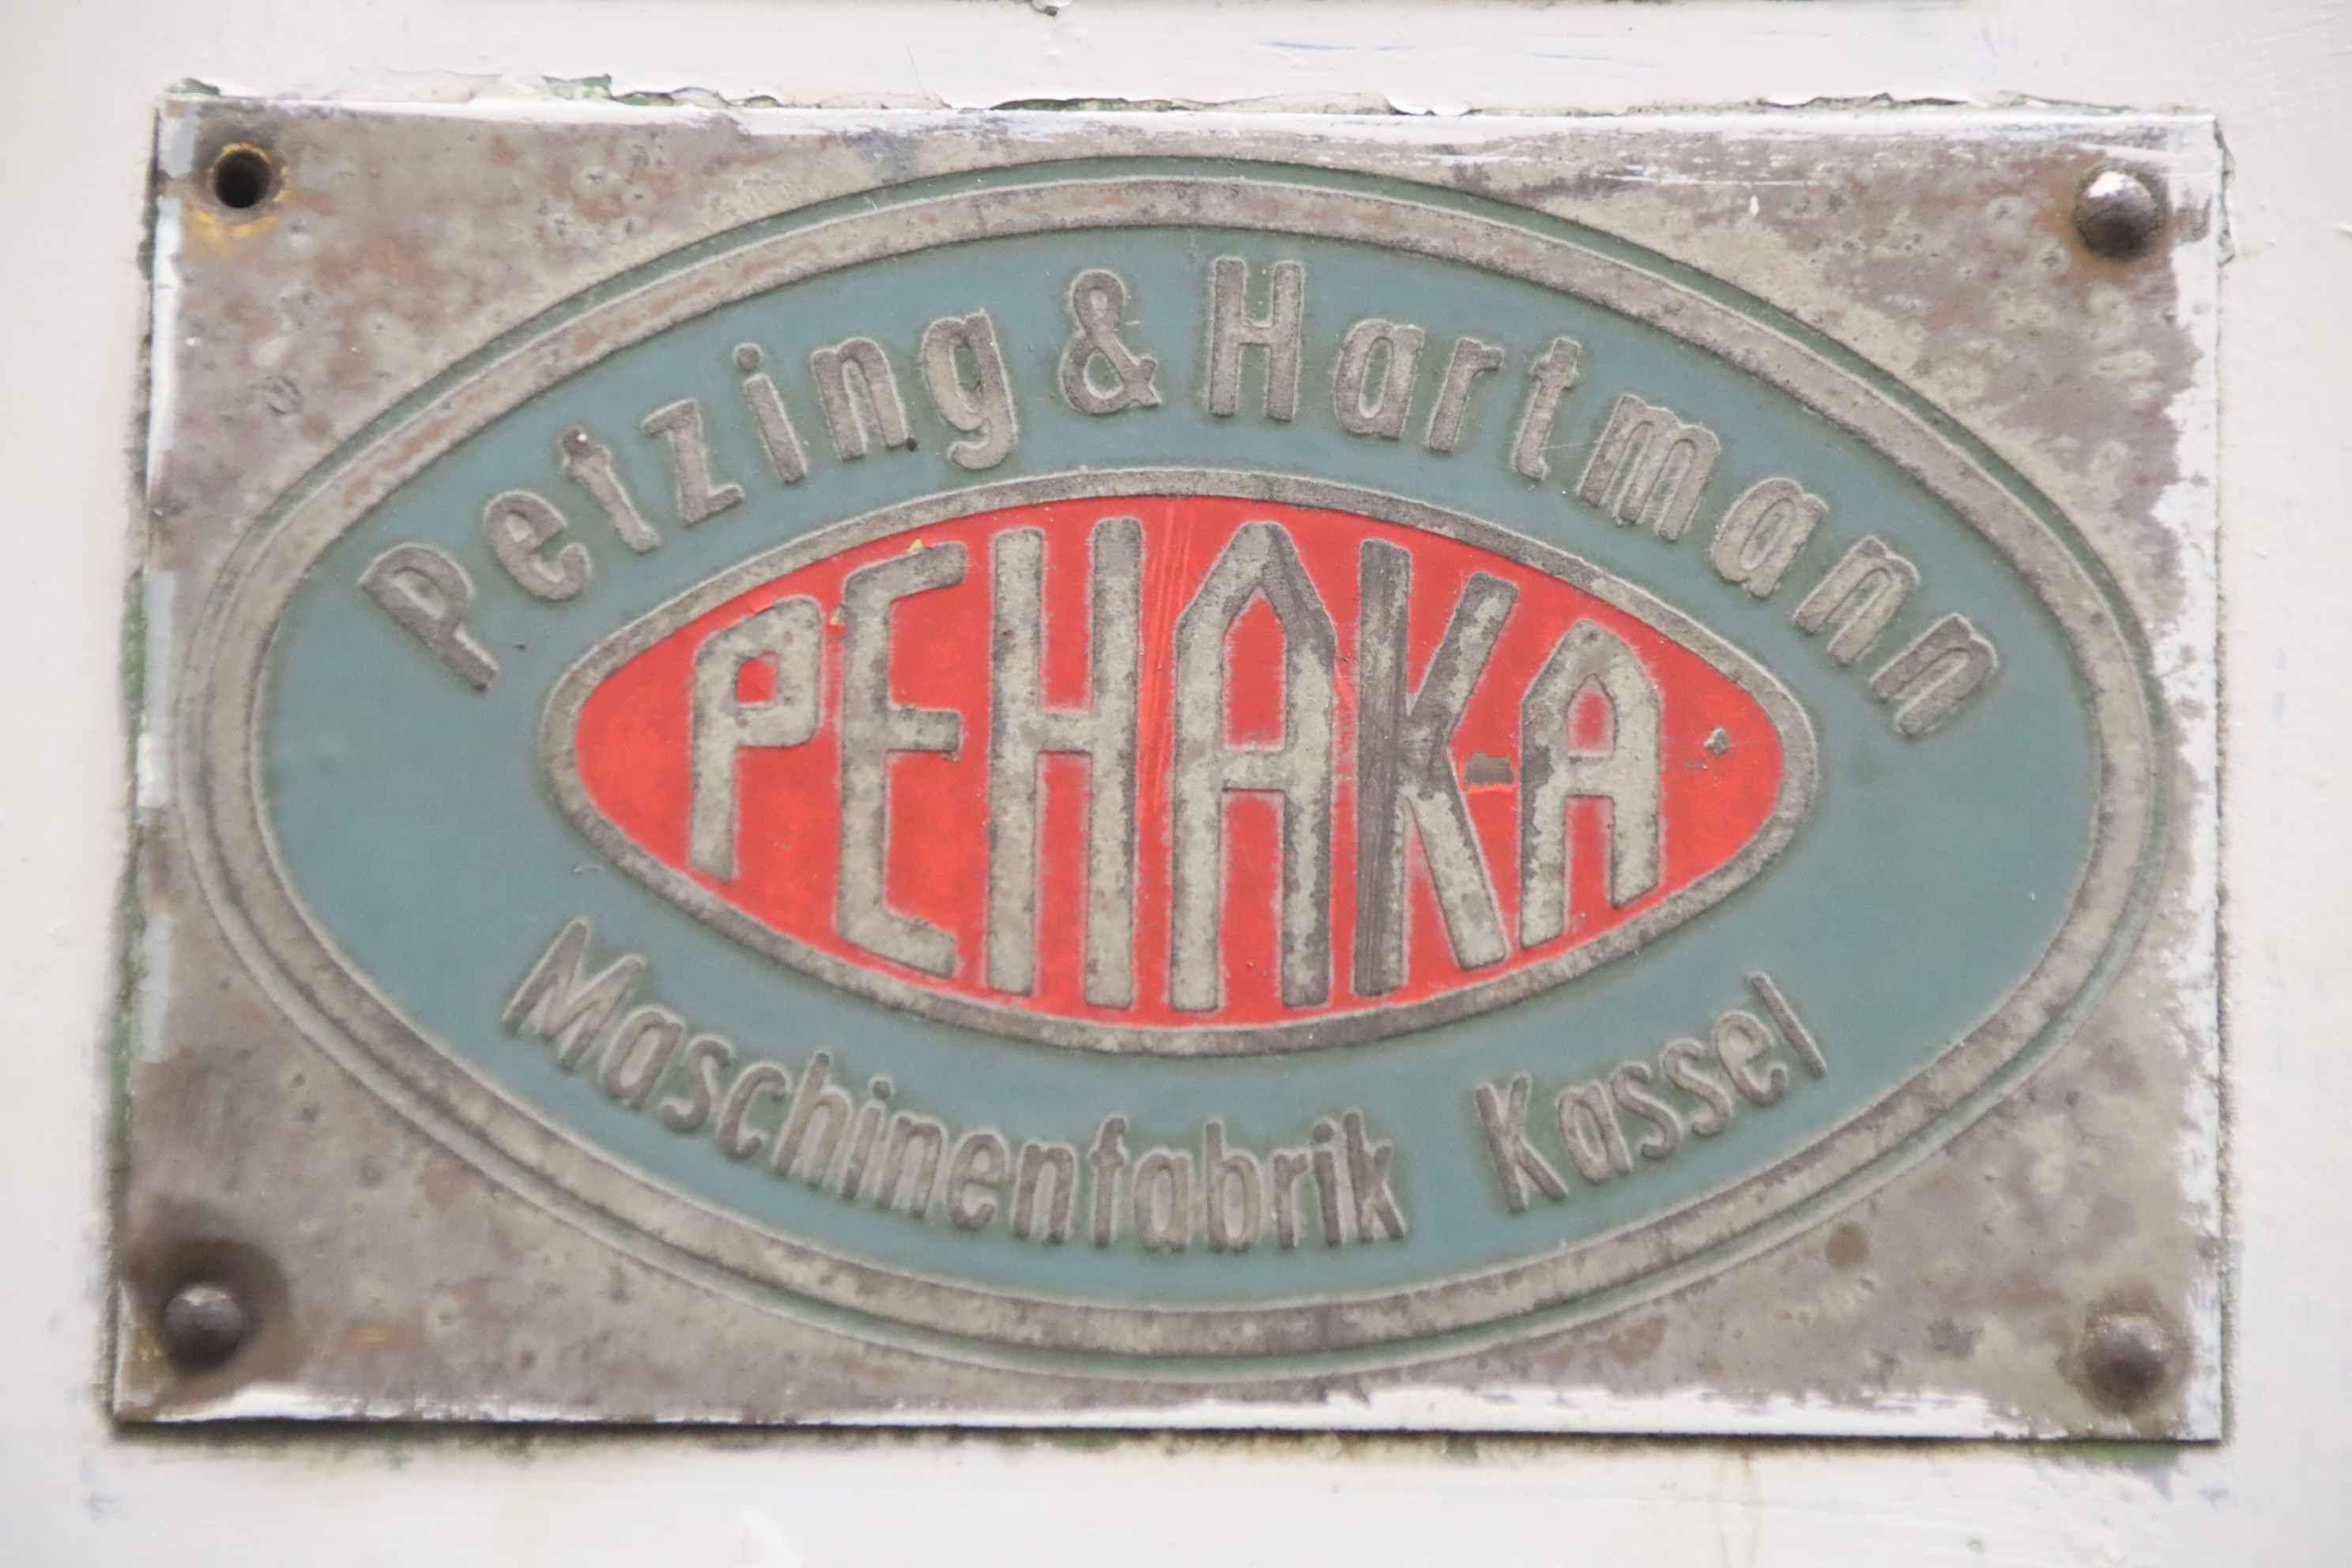 Petzing & Hartmann
PEHAKA
Maschinenfabrik Kassel